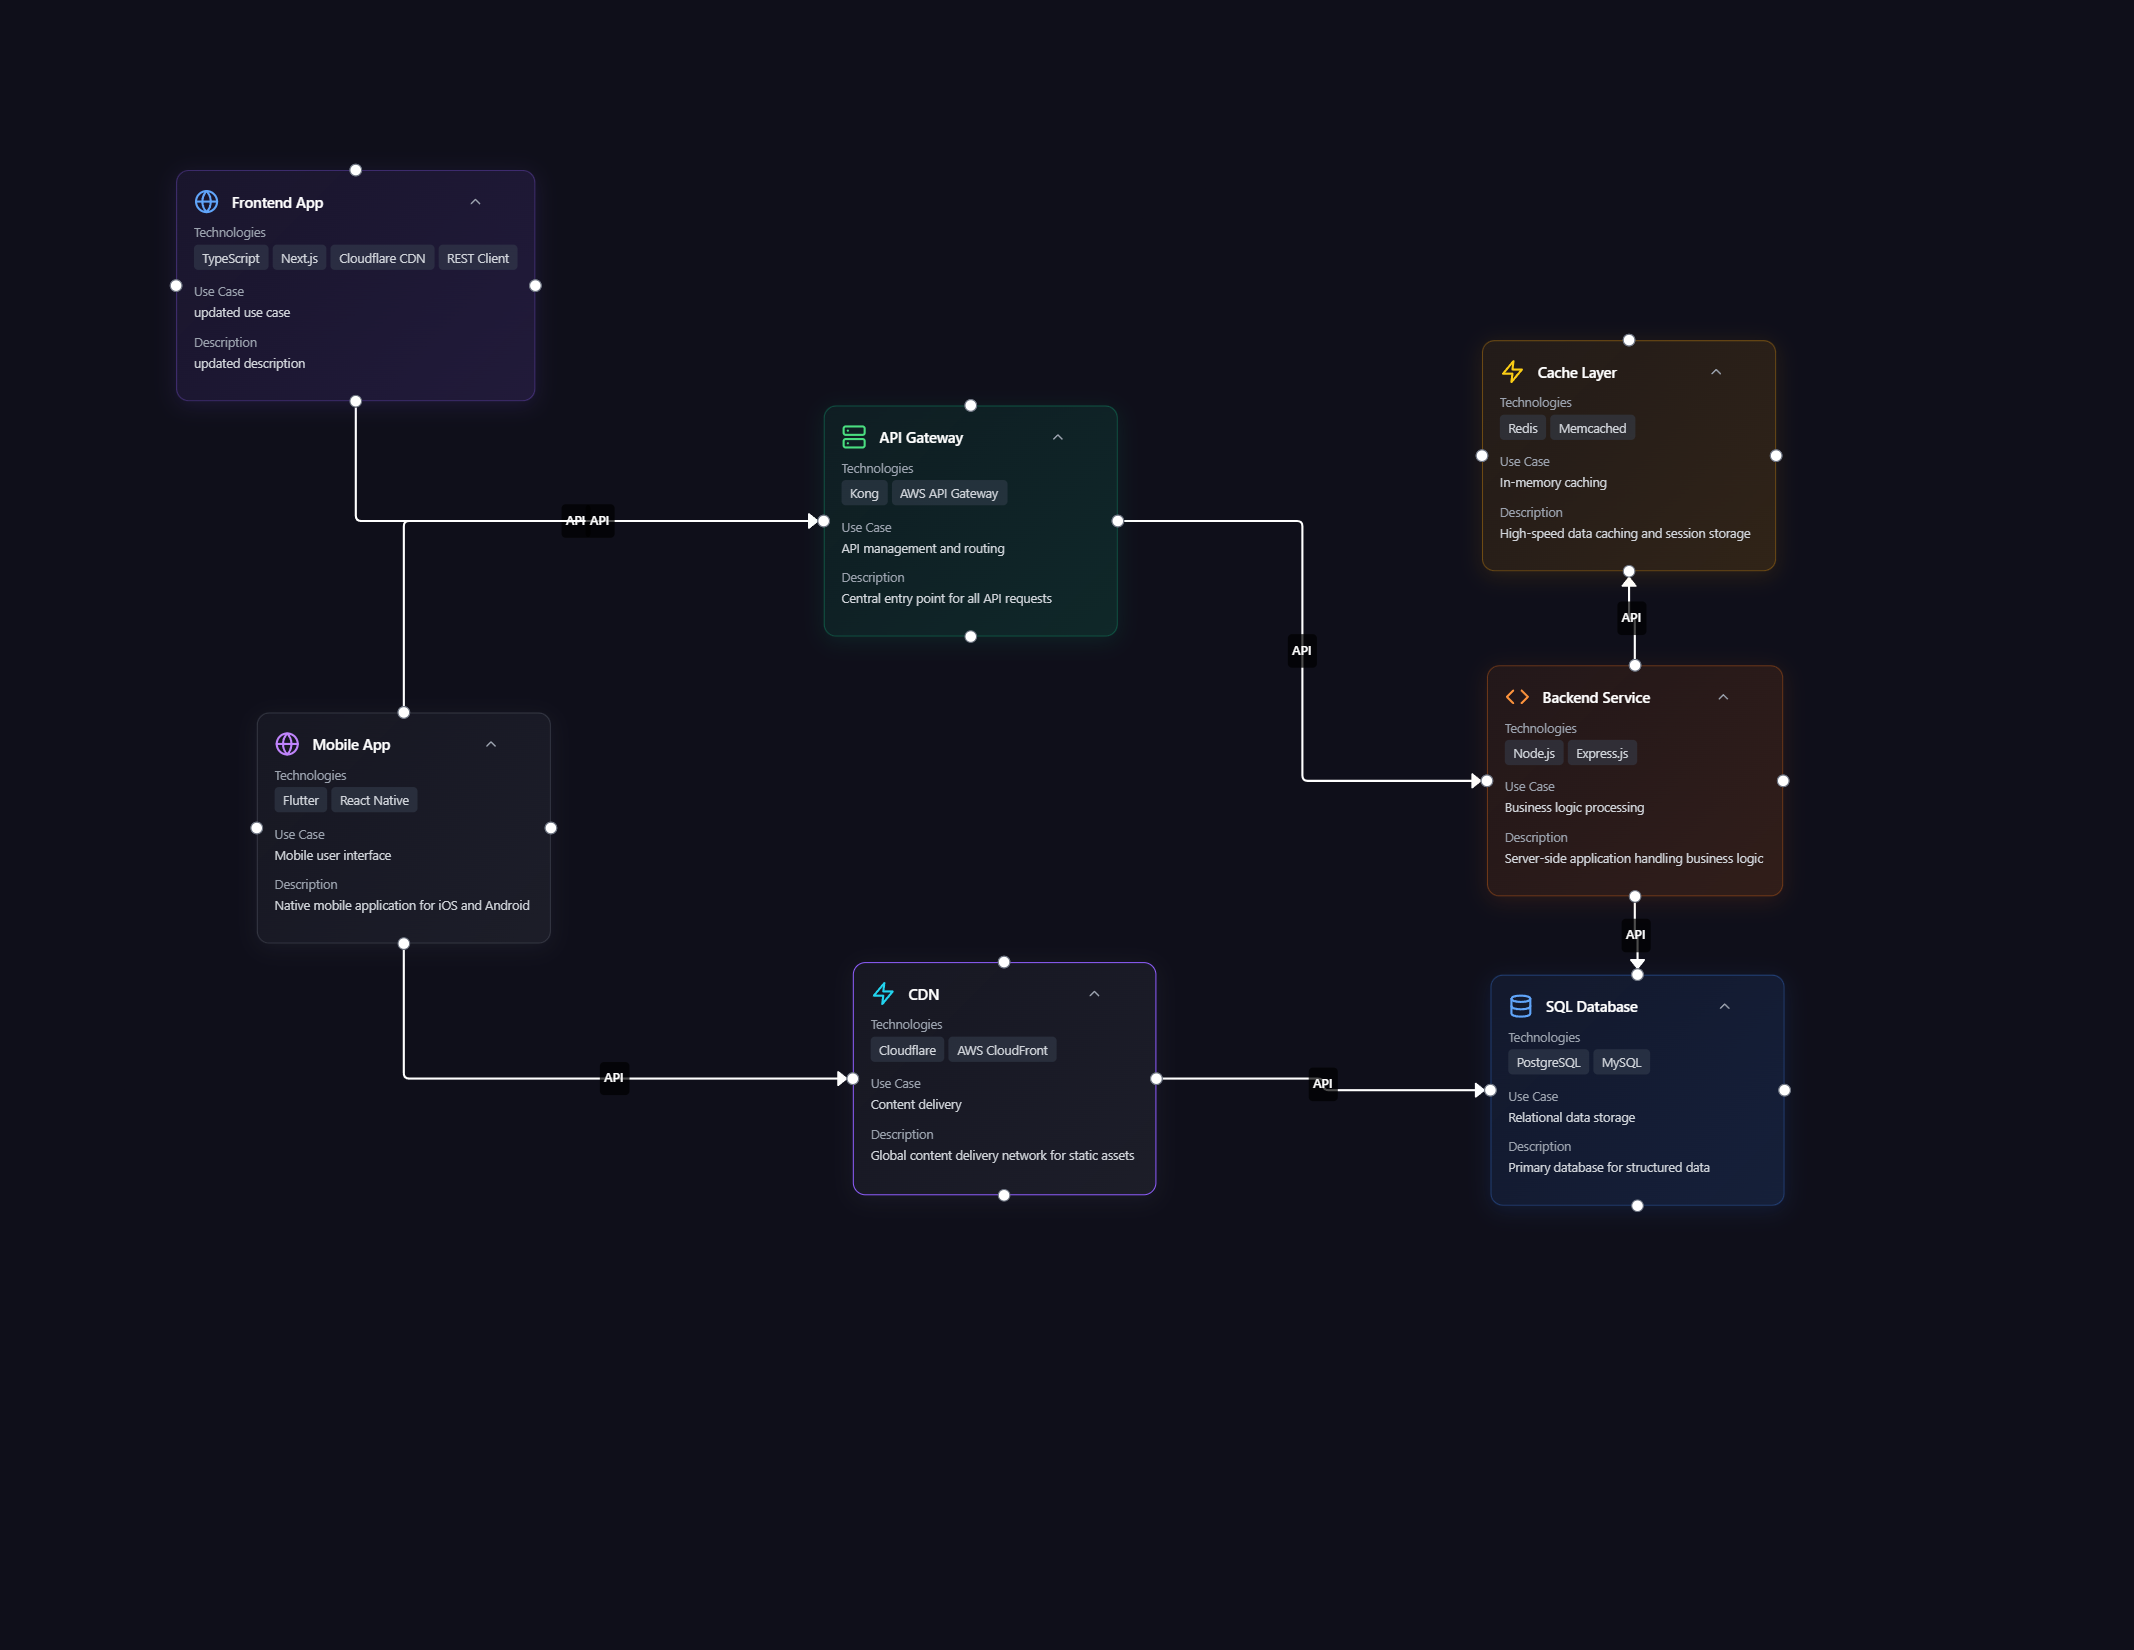 Frontend App
Technologies
TypeScript Next.js Cloudflare CDN REST Client
Use Case
updated use case
Description
updated description
API API
API Gateway
Technologies
Kong AWS API Gateway
Use Case
API management and routing
Description
Central entry point for all API requests
API
Cache Layer
Technologies
Redis Memcached
Use Case
In-memory caching
Description
High-speed data caching and session storage
API
Backend Service
Technologies
Node.js Express.js
Use Case
Business logic processing
Description
Server-side application handling business logic
API
Mobile App
Technologies
Flutter React Native
Use Case
Mobile user interface
Description
Native mobile application for iOS and Android
API
CDN
Technologies
Cloudflare AWS CloudFront
Use Case
Content delivery
Description
Global content delivery network for static assets
API
SQL Database
Technologies
PostgreSQL MySQL
Use Case
Relational data storage
Description
Primary database for structured data